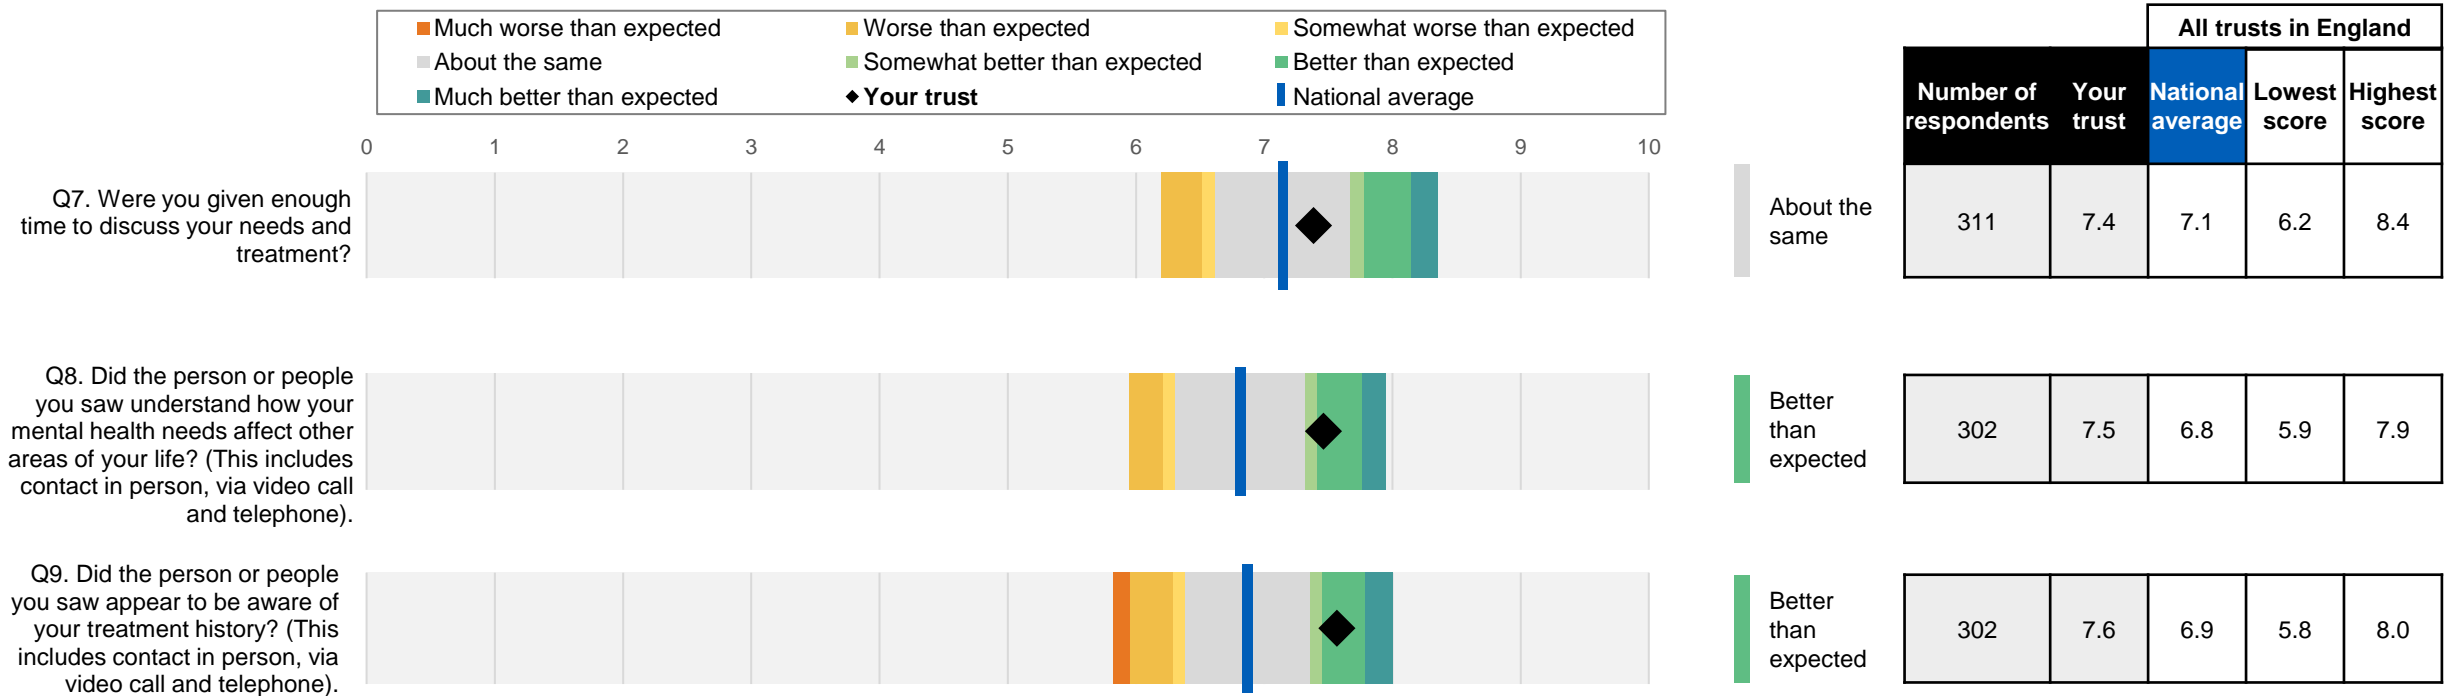 Much worse than expected
Worse than expected
Somewhat worse than expected
About the same
Somewhat better than expected
Better than expected
Much better than expected
Your trust
National average
All trusts in England
Number of respondents
Your trust
National average
Lowest score
Highest score
0 1 2 3 4 5 6 7 8 9 10
Q7. Were you given enough
time to discuss your needs and
treatment?
About the
same
311 7.4 7.1 6.2 8.4
Q8. Did the person or people
you saw understand how your
mental health needs affect other
areas of your life? (This includes
contact in person, via video call
and telephone).
Better
than
expected
302 7.5 6.8 5.9 7.9
Q9. Did the person or people
you saw appear to be aware of
your treatment history? (This
includes contact in person, via
video call and telephone).
Better
than
expected
302 7.6 6.9 5.8 8.0